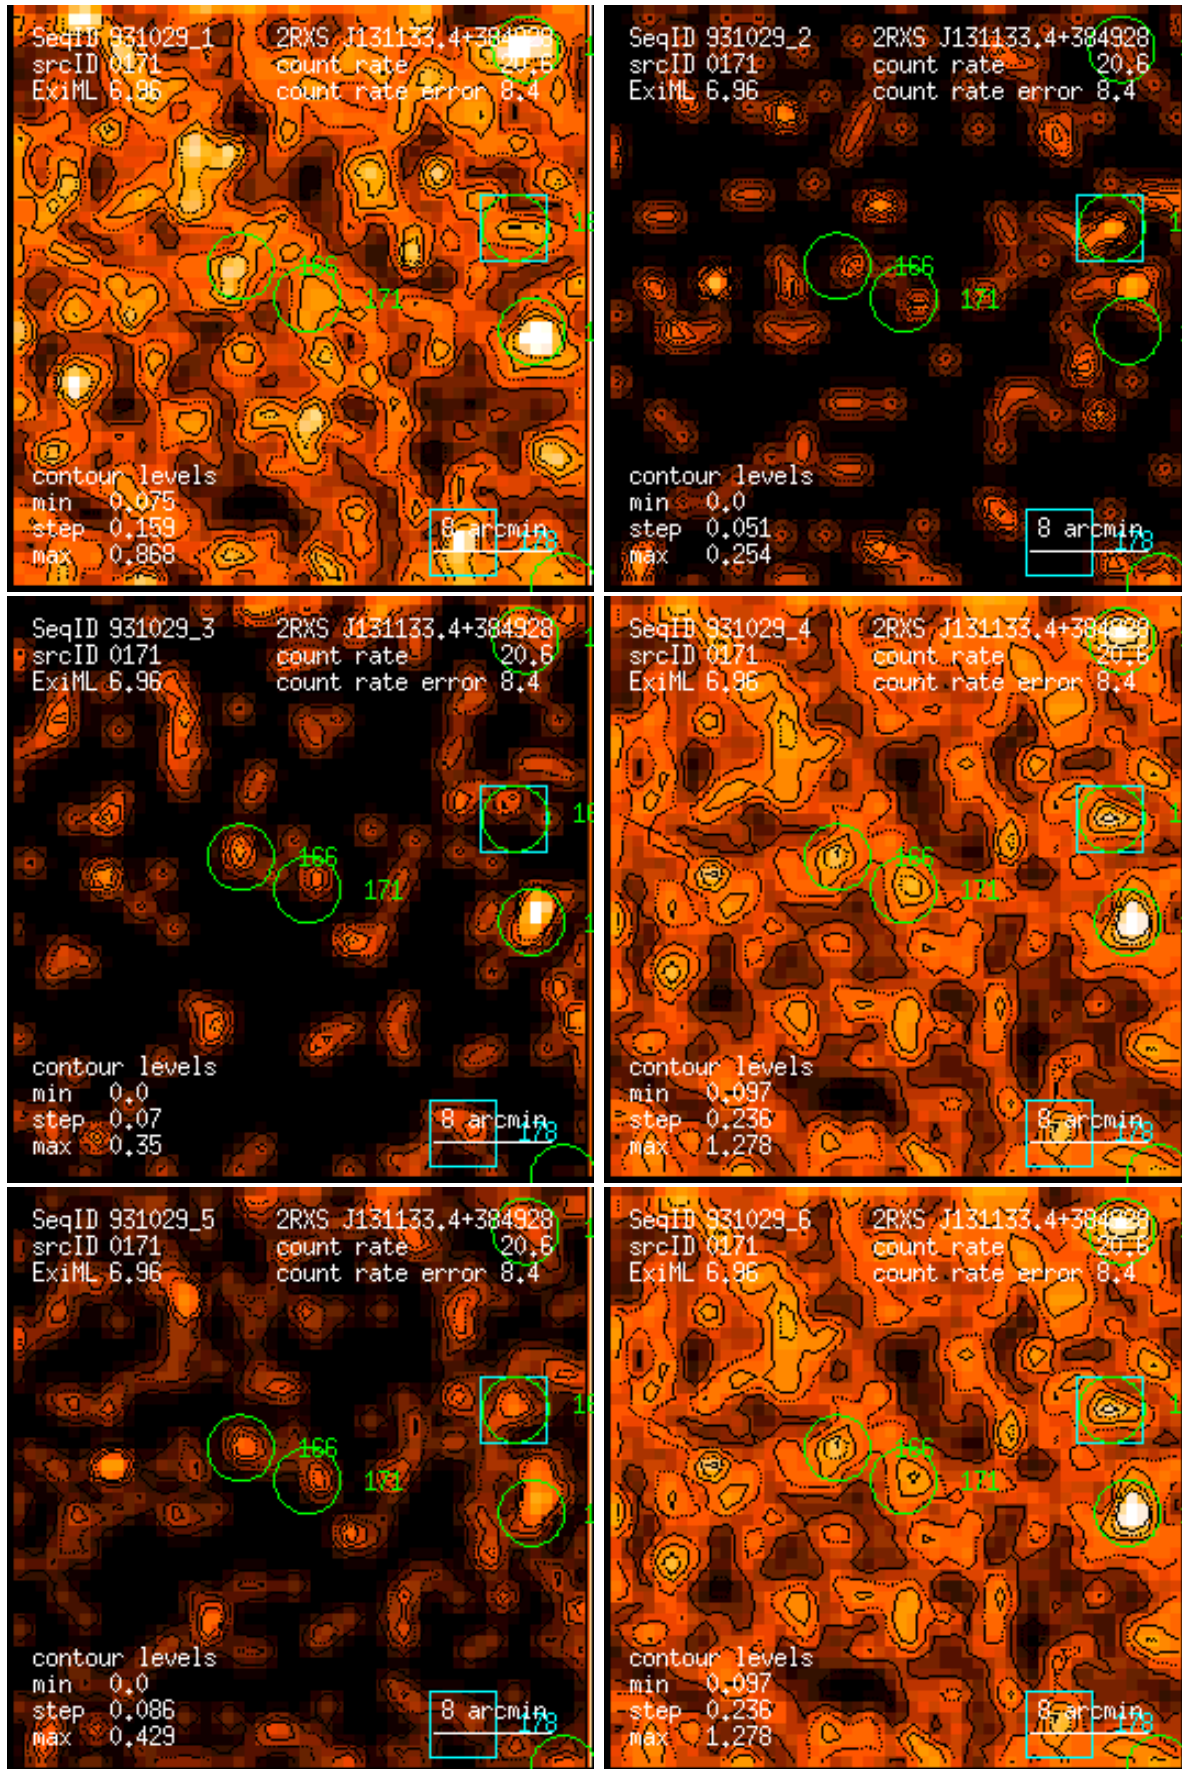 SeqID 931029_1 2RXS J131133.4+384928
srcID 0171 count rate 20.6
ExiML 6.96 count rate error 8.4
166
171
contour levels
min 0.075
step 0.159
max 0.868
8 arcmin
178
SeqID 931029_2 2RXS J131133.4+384928
srcID 0171 count rate 20.6
ExiML 6.96 count rate error 8.4
166
171
contour levels
min 0.0
step 0.051
max 0.254
8 arcmin
178
SeqID 931029_3 2RXS J131133.4+384928
srcID 0171 count rate 20.6
ExiML 6.96 count rate error 8.4
166
171
contour levels
min 0.0
step 0.07
max 0.35
8 arcmin
178
SeqID 931029_4 2RXS J131133.4+384928
srcID 0171 count rate 20.6
ExiML 6.96 count rate error 8.4
166
171
contour levels
min 0.097
step 0.236
max 1.278
8 arcmin
178
SeqID 931029_5 2RXS J131133.4+384928
srcID 0171 count rate 20.6
ExiML 6.96 count rate error 8.4
166
171
contour levels
min 0.0
step 0.086
max 0.429
8 arcmin
178
SeqID 931029_6 2RXS J131133.4+384928
srcID 0171 count rate 20.6
ExiML 6.96 count rate error 8.4
166
171
contour levels
min 0.097
step 0.236
max 1.278
8 arcmin
178